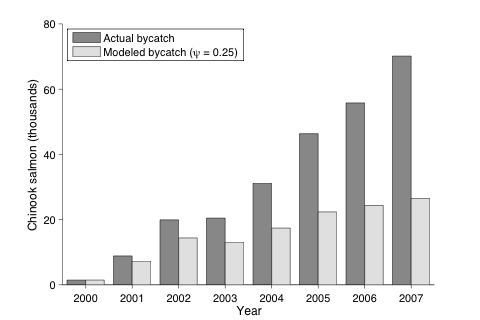 80
60
40
20
0
Chinook salmon (thousands)
Actual bycatch
Modeled bycatch (ψ = 0.25)
2000 2001 2002 2003 2004 2005 2006 2007
Year